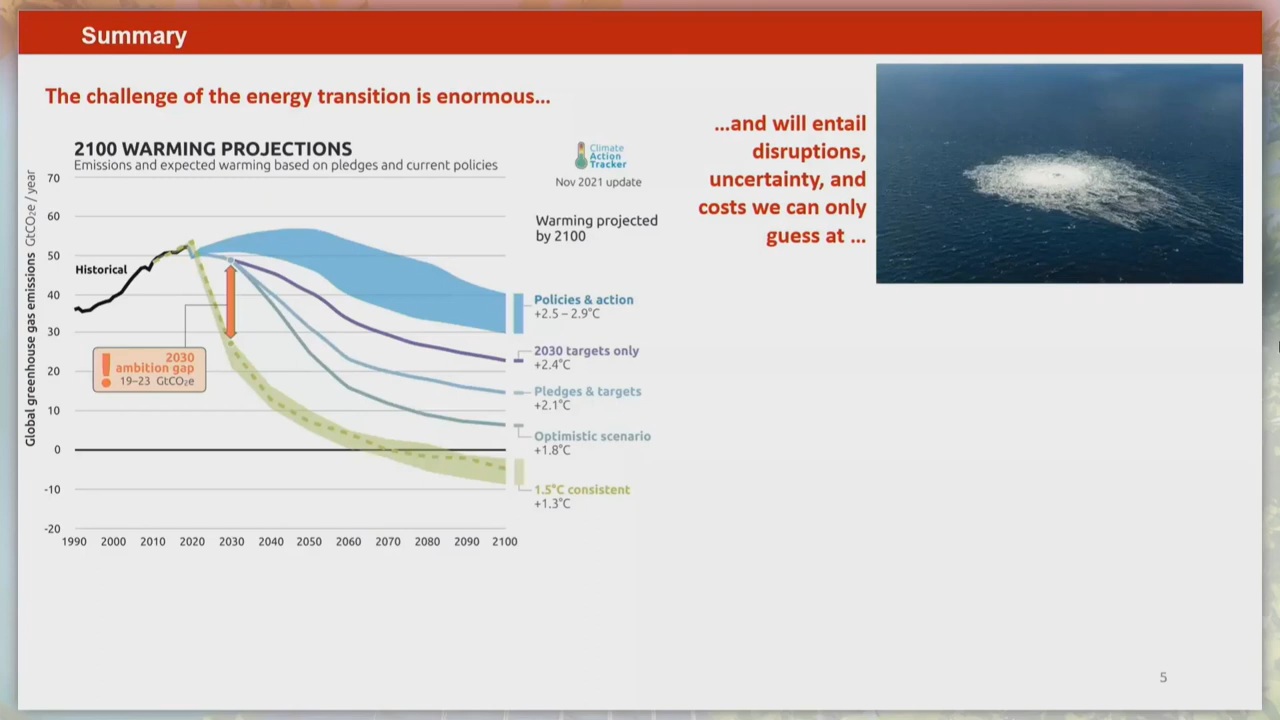 Summary
The challenge of the energy transition is enormous...
...and will entail
disruptions,
uncertainty, and
costs we can only
guess at ...
2100 WARMING PROJECTIONS
Emissions and expected warming based on pledges and current policies
Climate
Action
Tracker
Nov 2021 update
Global greenhouse gas emissions GtCO₂e / year
70
60
50
40
30
20
10
0
-10
-20
Historical
2030
ambition gap
19–23 GtCO₂e
Warming projected
by 2100
Policies & action
+2.5 – 2.9°C
2030 targets only
+2.4°C
Pledges & targets
+2.1°C
Optimistic scenario
+1.8°C
1.5°C consistent
+1.3°C
1990 2000 2010 2020 2030 2040 2050 2060 2070 2080 2090 2100
5